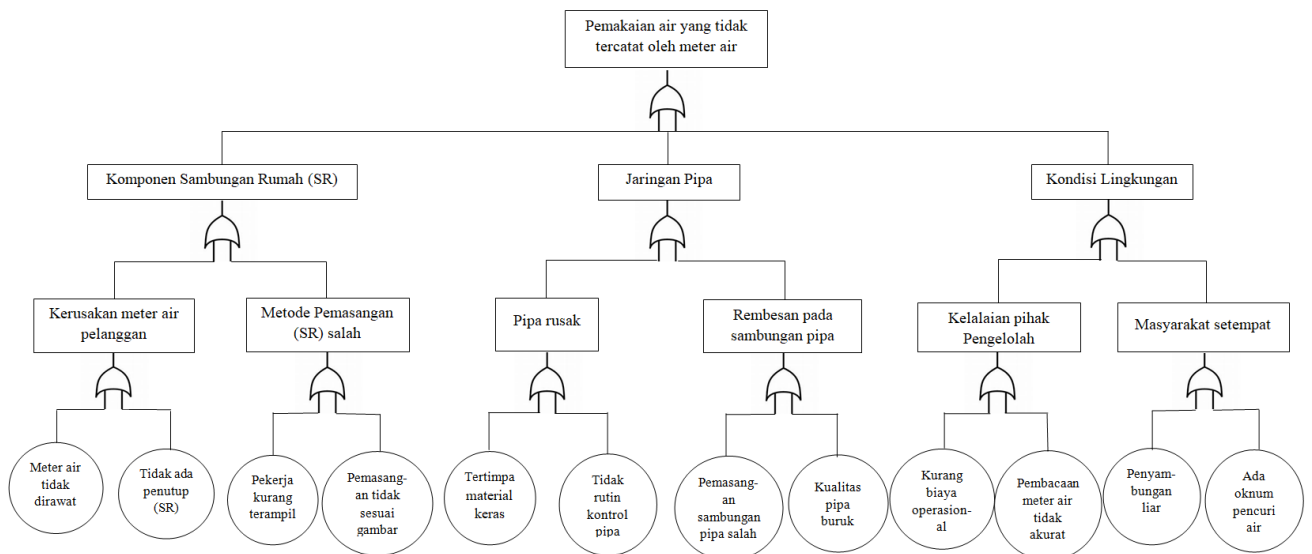 Pemakaian air yang tidak
tercatat oleh meter air
Komponen Sambungan Rumah (SR)
Jaringan Pipa
Kondisi Lingkungan
Kerusakan meter air
pelanggan
Metode Pemasangan
(SR) salah
Pipa rusak
Rembesan pada
sambungan pipa
Kelalaian pihak
Pengelolah
Masyarakat setempat
Meter air
tidak
dirawat
Tidak ada
penutup
(SR)
Pekerja
kurang
terampil
Pemasang-
an tidak
sesuai
gambar
Tertimpa
material
keras
Tidak
rutin
kontrol
pipa
Pemasang-
an
sambungan
pipa salah
Kualitas
pipa
buruk
Kurang
biaya
operasion-
al
Pembacaan
meter air
tidak
akurat
Penyam-
bungan
liar
Ada
oknum
pencuri
air